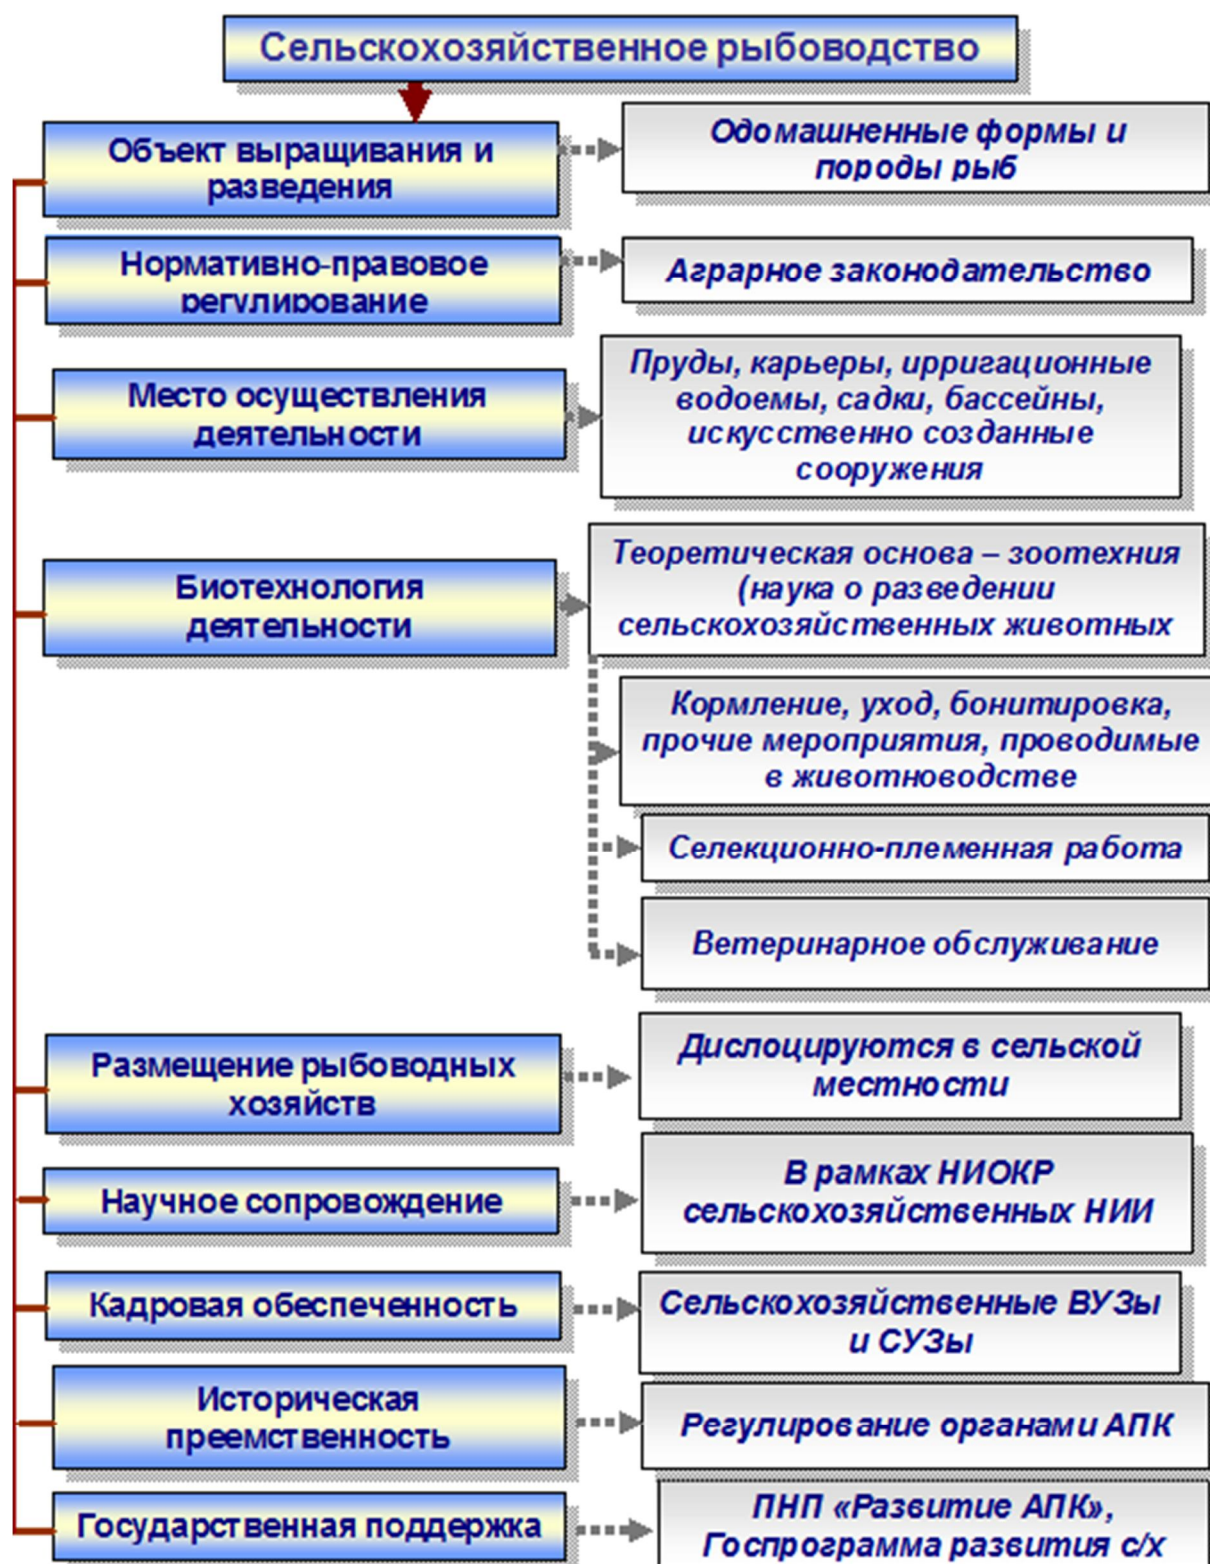 Сельскохозяйственное рыбоводство
Объект выращивания и
разведения
Одомашненные формы и
породы рыб
Нормативно-правовое
регулирование
Аграрное законодательство
Место осуществления
деятельности
Пруды, карьеры, ирригационные
водоемы, садки, бассейны,
искусственно созданные
сооружения
Биотехнология
деятельности
Теоретическая основа – зоотехния
(наука о разведении
сельскохозяйственных животных
Кормление, уход, бонитировка,
прочие мероприятия, проводимые
в животноводстве
Селекционно-племенная работа
Ветеринарное обслуживание
Размещение рыбоводных
хозяйств
Дислоцируются в сельской
местности
Научное сопровождение
В рамках НИОКР
сельскохозяйственных НИИ
Кадровая обеспеченность
Сельскохозяйственные ВУЗы
и СУЗы
Историческая
преемственность
Регулирование органами АПК
Государственная поддержка
ПНП «Развитие АПК»,
Госпрограмма развития с/х